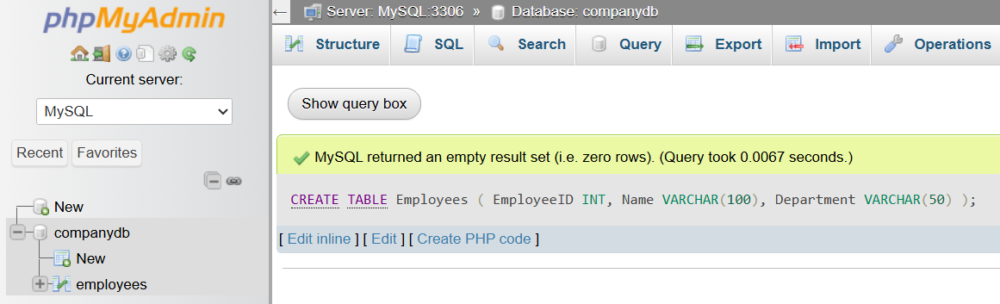 phpMyAdmin
Current server:
MySQL
Recent Favorites
New
companydb
New
employees
Server: MySQL:3306 » Database: companydb
Structure SQL Search Query Export Import Operations
Show query box
MySQL returned an empty result set (i.e. zero rows). (Query took 0.0067 seconds.)
CREATE TABLE Employees ( EmployeeID INT, Name VARCHAR(100), Department VARCHAR(50) );
[ Edit inline ] [ Edit ] [ Create PHP code ]